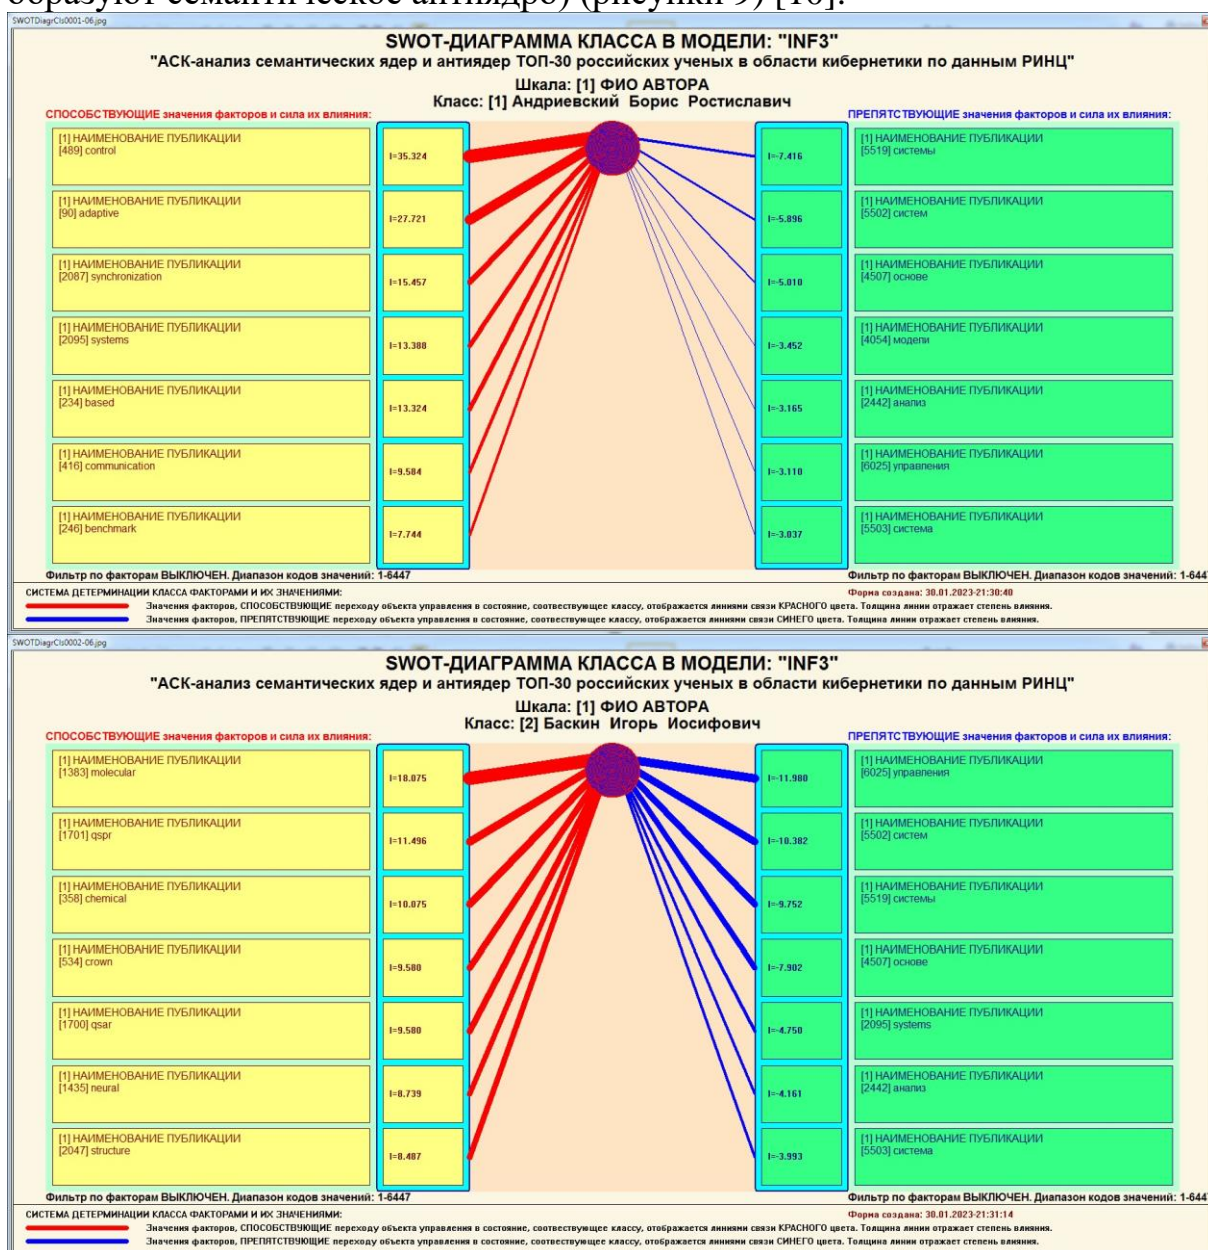 образуют семантическое антиядро) (рисунки 9) [10].
SWOTDiagrCls0001-06.jpg
SWOT-ДИАГРАММА КЛАССА В МОДЕЛИ: "INF3"
"АСК-анализ семантических ядер и антиядер ТОП-30 российских ученых в области кибернетики по данным РИНЦ"
Шкала: [1] ФИО АВТОРА
Класс: [1] Андриевский Борис Ростиславич
СПОСОБСТВУЮЩИЕ значения факторов и сила их влияния:
ПРЕПЯТСТВУЮЩИЕ значения факторов и сила их влияния:
[1] НАИМЕНОВАНИЕ ПУБЛИКАЦИИ
[489] control
I=35.324
I=-7.416
[1] НАИМЕНОВАНИЕ ПУБЛИКАЦИИ
[5519] системы
[1] НАИМЕНОВАНИЕ ПУБЛИКАЦИИ
[90] adaptive
I=27.721
I=-5.896
[1] НАИМЕНОВАНИЕ ПУБЛИКАЦИИ
[5502] систем
[1] НАИМЕНОВАНИЕ ПУБЛИКАЦИИ
[2087] synchronization
I=15.457
I=-5.010
[1] НАИМЕНОВАНИЕ ПУБЛИКАЦИИ
[4507] основе
[1] НАИМЕНОВАНИЕ ПУБЛИКАЦИИ
[2095] systems
I=13.388
I=-3.452
[1] НАИМЕНОВАНИЕ ПУБЛИКАЦИИ
[4054] модели
[1] НАИМЕНОВАНИЕ ПУБЛИКАЦИИ
[234] based
I=13.324
I=-3.165
[1] НАИМЕНОВАНИЕ ПУБЛИКАЦИИ
[2442] анализ
[1] НАИМЕНОВАНИЕ ПУБЛИКАЦИИ
[416] communication
I=9.584
I=-3.110
[1] НАИМЕНОВАНИЕ ПУБЛИКАЦИИ
[6025] управления
[1] НАИМЕНОВАНИЕ ПУБЛИКАЦИИ
[246] benchmark
I=7.744
I=-3.037
[1] НАИМЕНОВАНИЕ ПУБЛИКАЦИИ
[5503] система
Фильтр по факторам ВЫКЛЮЧЕН. Диапазон кодов значений: 1-6447
Фильтр по факторам ВЫКЛЮЧЕН. Диапазон кодов значений: 1-6447
СИСТЕМА ДЕТЕРМИНАЦИИ КЛАССА ФАКТОРАМИ И ИХ ЗНАЧЕНИЯМИ:
Форма создана: 30.01.2023-21:30:40
Значения факторов, СПОСОБСТВУЮЩИЕ переходу объекта управления в состояние, соотвествующее классу, отображается линиями связи КРАСНОГО цвета. Толщина линии отражает степень влияния.
Значения факторов, ПРЕПЯТСТВУЮЩИЕ переходу объекта управления в состояние, соотвествующее классу, отображается линиями связи СИНЕГО цвета. Толщина линии отражает степень влияния.
SWOTDiagrCls0002-06.jpg
SWOT-ДИАГРАММА КЛАССА В МОДЕЛИ: "INF3"
"АСК-анализ семантических ядер и антиядер ТОП-30 российских ученых в области кибернетики по данным РИНЦ"
Шкала: [1] ФИО АВТОРА
Класс: [2] Баскин Игорь Иосифович
СПОСОБСТВУЮЩИЕ значения факторов и сила их влияния:
ПРЕПЯТСТВУЮЩИЕ значения факторов и сила их влияния:
[1] НАИМЕНОВАНИЕ ПУБЛИКАЦИИ
[1383] molecular
I=18.075
I=-11.980
[1] НАИМЕНОВАНИЕ ПУБЛИКАЦИИ
[6025] управления
[1] НАИМЕНОВАНИЕ ПУБЛИКАЦИИ
[1701] qspr
I=11.496
I=-10.382
[1] НАИМЕНОВАНИЕ ПУБЛИКАЦИИ
[5502] систем
[1] НАИМЕНОВАНИЕ ПУБЛИКАЦИИ
[358] chemical
I=10.075
I=-9.752
[1] НАИМЕНОВАНИЕ ПУБЛИКАЦИИ
[5519] системы
[1] НАИМЕНОВАНИЕ ПУБЛИКАЦИИ
[534] crown
I=9.580
I=-7.902
[1] НАИМЕНОВАНИЕ ПУБЛИКАЦИИ
[4507] основе
[1] НАИМЕНОВАНИЕ ПУБЛИКАЦИИ
[1700] qsar
I=9.580
I=-4.750
[1] НАИМЕНОВАНИЕ ПУБЛИКАЦИИ
[2095] systems
[1] НАИМЕНОВАНИЕ ПУБЛИКАЦИИ
[1435] neural
I=8.739
I=-4.161
[1] НАИМЕНОВАНИЕ ПУБЛИКАЦИИ
[2442] анализ
[1] НАИМЕНОВАНИЕ ПУБЛИКАЦИИ
[2047] structure
I=8.487
I=-3.993
[1] НАИМЕНОВАНИЕ ПУБЛИКАЦИИ
[5503] система
Фильтр по факторам ВЫКЛЮЧЕН. Диапазон кодов значений: 1-6447
Фильтр по факторам ВЫКЛЮЧЕН. Диапазон кодов значений: 1-6447
СИСТЕМА ДЕТЕРМИНАЦИИ КЛАССА ФАКТОРАМИ И ИХ ЗНАЧЕНИЯМИ:
Форма создана: 30.01.2023-21:31:14
Значения факторов, СПОСОБСТВУЮЩИЕ переходу объекта управления в состояние, соотвествующее классу, отображается линиями связи КРАСНОГО цвета. Толщина линии отражает степень влияния.
Значения факторов, ПРЕПЯТСТВУЮЩИЕ переходу объекта управления в состояние, соотвествующее классу, отображается линиями связи СИНЕГО цвета. Толщина линии отражает степень влияния.